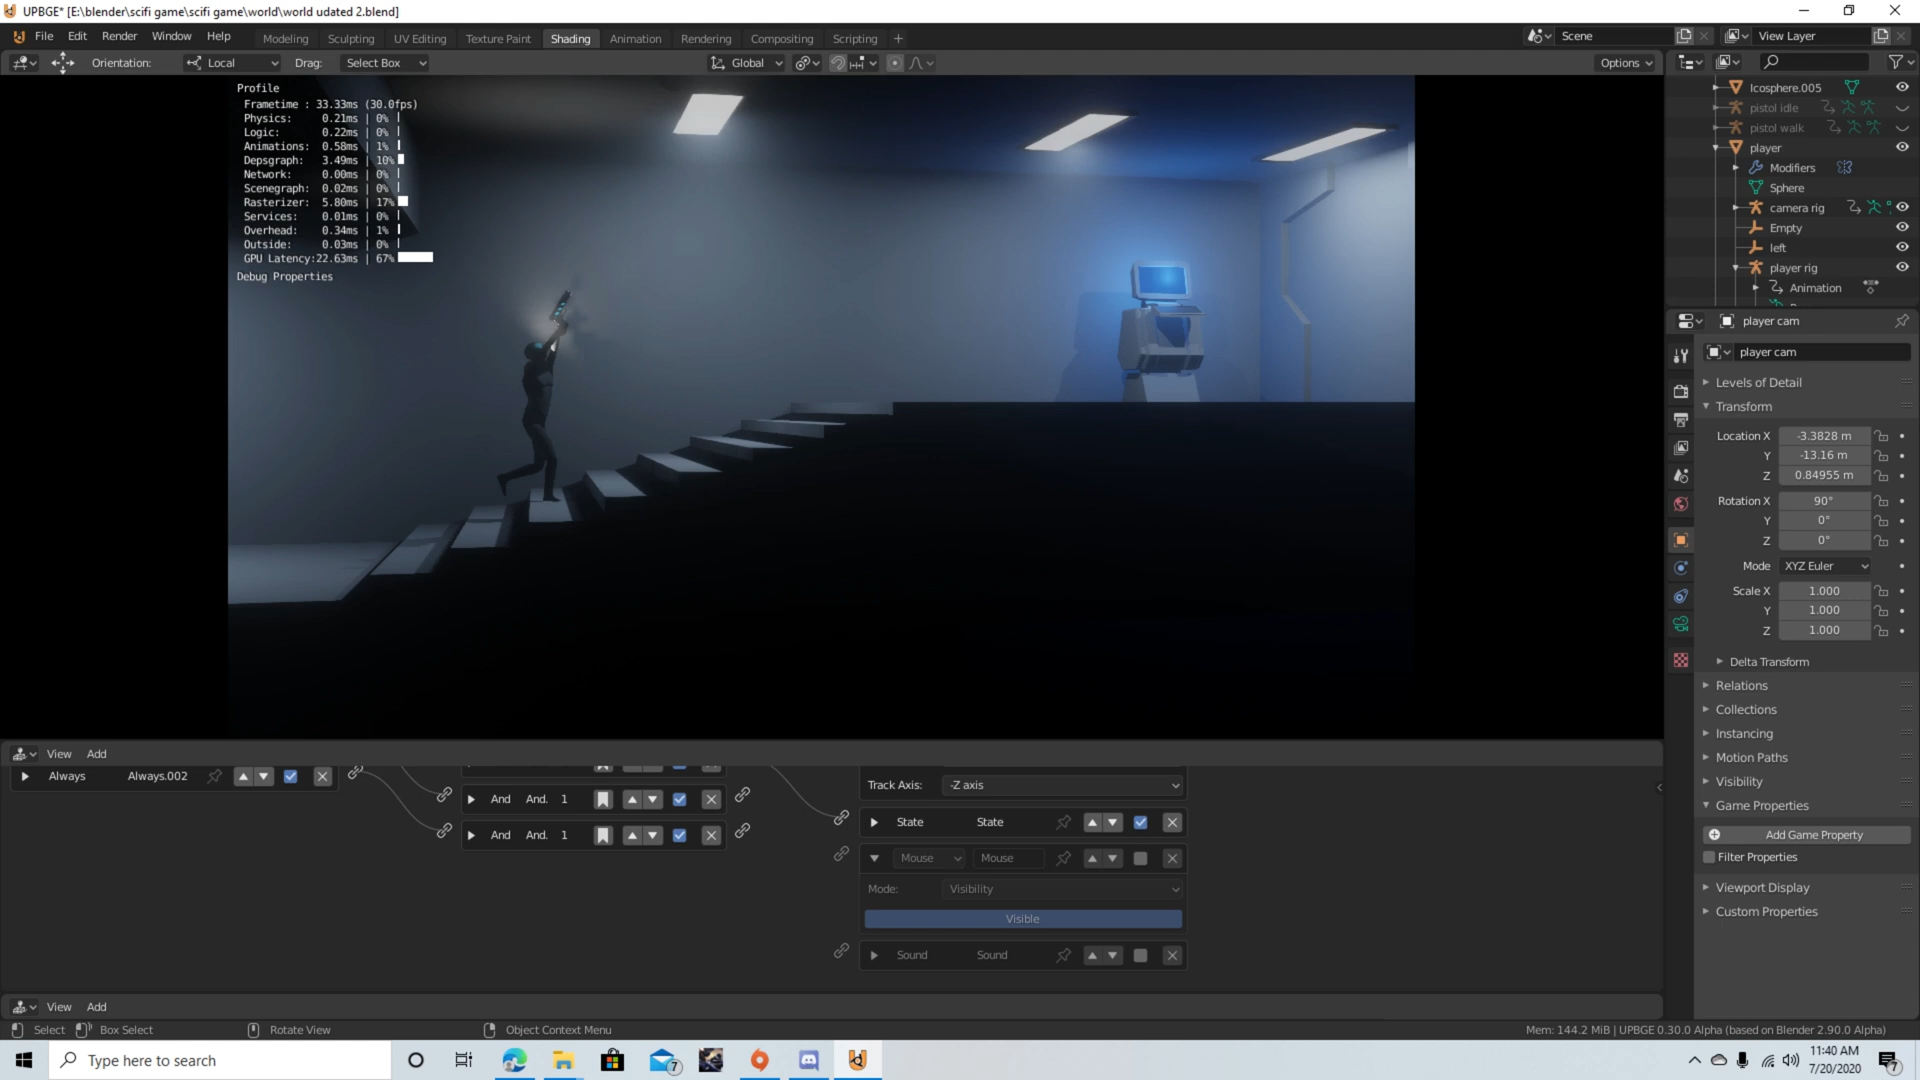 UPBGE* [E:\blender\scifi game\scifi game\world\world udated 2.blend]
File Edit Render Window Help Modeling Sculpting UV Editing Texture Paint Shading Animation Rendering Compositing Scripting + Scene View Layer
Orientation: Local Drag: Select Box Global Options
Profile
Frametime : 33.33ms (30.0fps)
Physics: 0.21ms | 0%
Logic: 0.22ms | 0%
Animations: 0.58ms | 1%
Depsgraph: 3.49ms | 10%
Network: 0.00ms | 0%
Scenegraph: 0.02ms | 0%
Rasterizer: 5.80ms | 17%
Services: 0.01ms | 0%
Overhead: 0.34ms | 1%
Outside: 0.03ms | 0%
GPU Latency:22.63ms | 67%
Debug Properties
Icosphere.005
pistol idle
pistol walk
player
Modifiers
Sphere
camera rig
Empty
left
player rig
Animation
player cam
player cam
Levels of Detail
Transform
Location X -3.3828 m
Y -13.16 m
Z 0.84955 m
Rotation X 90°
Y 0°
Z 0°
Mode XYZ Euler
Scale X 1.000
Y 1.000
Z 1.000
Delta Transform
Relations
Collections
Instancing
Motion Paths
Visibility
Game Properties
Add Game Property
Filter Properties
Viewport Display
Custom Properties
View Add
Always Always.002
Track Axis: -Z axis
And And. 1
State State
And And. 1
Mouse Mouse
Mode: Visibility
Visible
Sound Sound
View Add
Select Box Select Rotate View Object Context Menu Mem: 144.2 MiB | UPBGE 0.30.0 Alpha (based on Blender 2.90.0 Alpha)
Type here to search
7
11:40 AM
7/20/2020
7